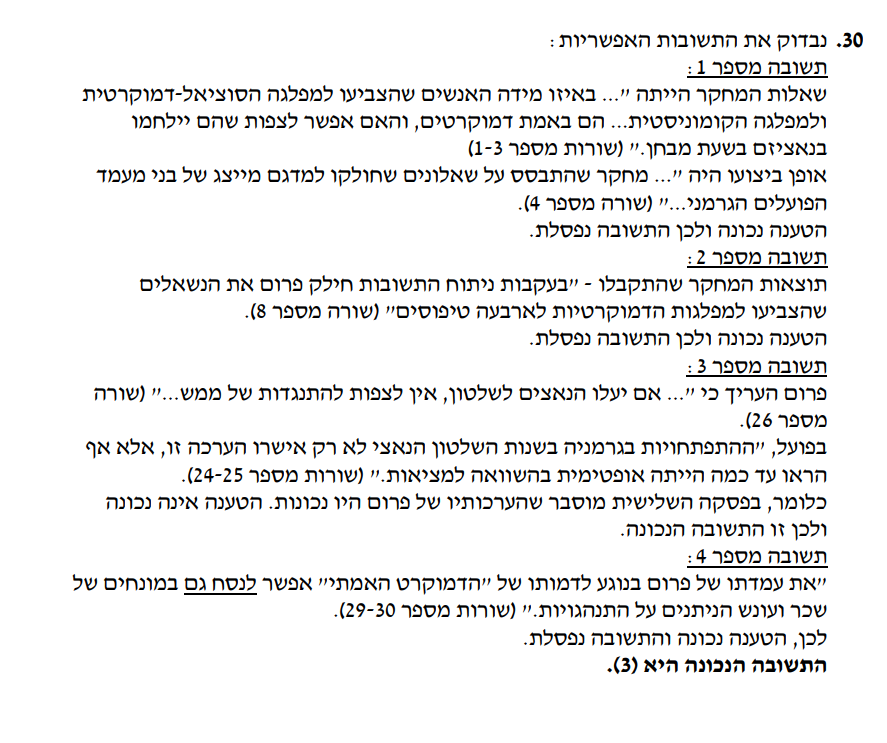 30. נבדוק את התשובות האפשריות:
תשובה מספר 1:
שאלות המחקר הייתה "... באיזו מידה האנשים שהצביעו למפלגה הסוציאל-דמוקרטית
ולמפלגה הקומוניסטית... הם באמת דמוקרטים, והאם אפשר לצפות שהם יילחמו
בנאציזם בשעת מבחן." (שורות מספר 1-3)
אופן ביצועו היה "... מחקר שהתבסס על שאלונים שחולקו למדגם מייצג של בני מעמד
הפועלים הגרמני..." (שורה מספר 4).
הטענה נכונה ולכן התשובה נפסלת.
תשובה מספר 2:
תוצאות המחקר שהתקבלו - "בעקבות ניתוח התשובות חילק פרום את הנשאלים
שהצביעו למפלגות הדמוקרטיות לארבעה טיפוסים" (שורה מספר 8).
הטענה נכונה ולכן התשובה נפסלת.
תשובה מספר 3:
פרום העריך כי "... אם יעלו הנאצים לשלטון, אין לצפות להתנגדות של ממש..." (שורה
מספר 26).
בפועל, "ההתפתחויות בגרמניה בשנות השלטון הנאצי לא רק אישרו הערכה זו, אלא אף
הראו עד כמה הייתה אופטימית בהשוואה למציאות." (שורות מספר 24-25).
כלומר, בפסקה השלישית מוסבר שהערכותיו של פרום היו נכונות. הטענה אינה נכונה
ולכן זו התשובה הנכונה.
תשובה מספר 4:
"את עמדתו של פרום בנוגע לדמותו של "הדמוקרט האמתי" אפשר לנסח גם במונחים של
שכר ועונש הניתנים על התנהגויות." (שורות מספר 29-30).
לכן, הטענה נכונה והתשובה נפסלת.
התשובה הנכונה היא (3).